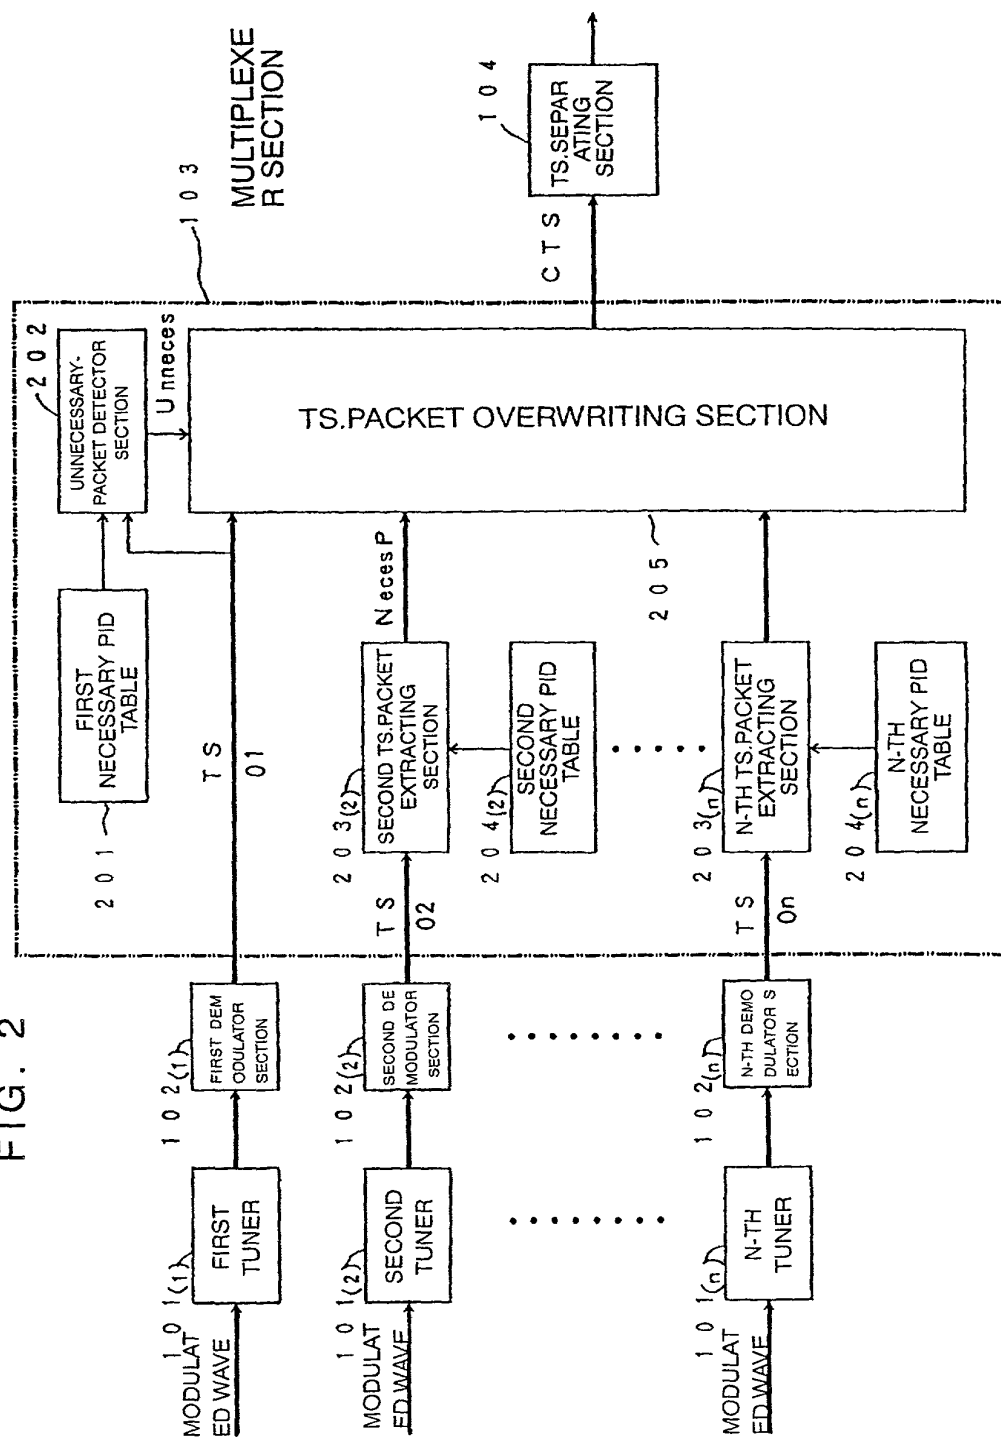 FIG. 2
MODULAT
ED WAVE
101(1)
FIRST
TUNER
102(1)
FIRST DEM
ODULATOR
SECTION
TS
01
201
FIRST
NECESSARY PID
TABLE
202
UNNECESSARY-
PACKET DETECTOR
SECTION
Unneces
103
MULTIPLEXE
R SECTION
MODULAT
ED WAVE
101(2)
SECOND
TUNER
102(2)
SECOND DE
MODULATOR
SECTION
TS
02
203(2)
SECOND TS.PACKET
EXTRACTING
SECTION
NecesP
204(2)
SECOND
NECESSARY PID
TABLE
MODULAT
ED WAVE
101(n)
N-TH
TUNER
102(n)
N-TH DEMO
DULATOR S
ECTION
TS
0n
203(n)
N-TH TS.PACKET
EXTRACTING
SECTION
204(n)
N-TH
NECESSARY PID
TABLE
205
TS.PACKET OVERWRITING SECTION
CTS
104
TS.SEPAR
ATING
SECTION